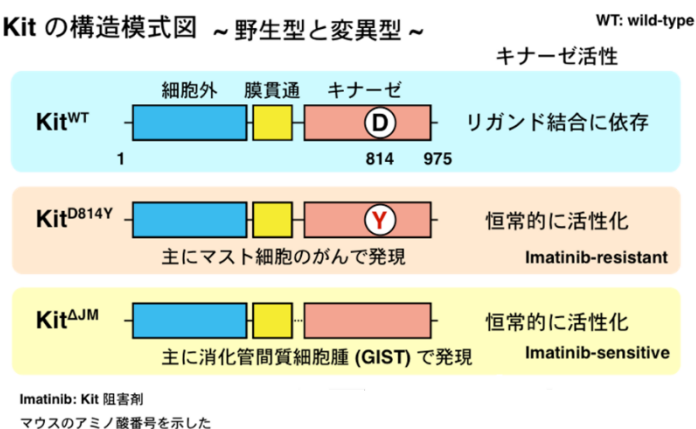 Kit の構造模式図 ~ 野生型と変異型 ~
WT: wild-type
キナーゼ活性
細胞外 膜貫通 キナーゼ
KitWT
D
リガンド結合に依存
1 814 975
KitD814Y
Y
恒常的に活性化
主にマスト細胞のがんで発現
Imatinib-resistant
KitΔJM
恒常的に活性化
主に消化管間質細胞腫 (GIST) で発現
Imatinib-sensitive
Imatinib: Kit 阻害剤
マウスのアミノ酸番号を示した